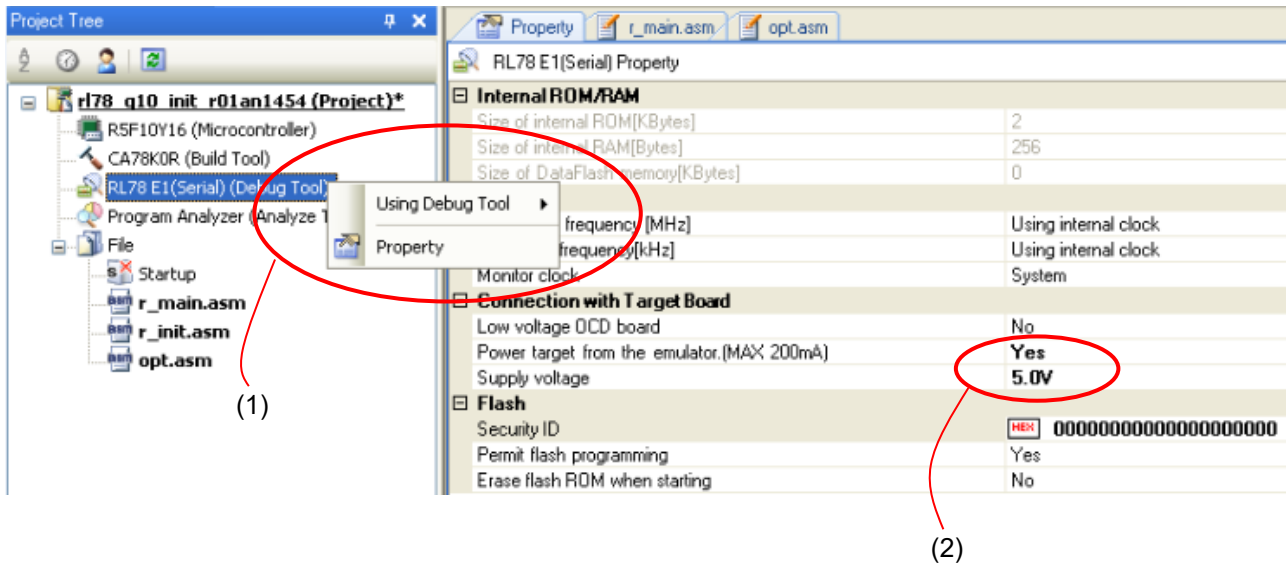 Project Tree
rl78_g10_init_r01an1454 (Project)*
R5F10Y16 (Microcontroller)
CA78K0R (Build Tool)
RL78 E1(Serial) (Debug Tool)
Program Analyzer (Analyze T
File
Startup
r_main.asm
r_init.asm
opt.asm
Using Debug Tool
Property
(1)
Property r_main.asm opt.asm
RL78 E1(Serial) Property
Internal ROM/RAM
Size of internal ROM[KBytes] 2
Size of internal RAM[Bytes] 256
Size of DataFlash memory[KBytes] 0
frequency [MHz] Using internal clock
frequency[kHz] Using internal clock
Monitor clock System
Connection with Target Board
Low voltage OCD board No
Power target from the emulator.(MAX 200mA) Yes
Supply voltage 5.0V
Flash
Security ID HEX 00000000000000000000
Permit flash programming Yes
Erase flash ROM when starting No
(2)